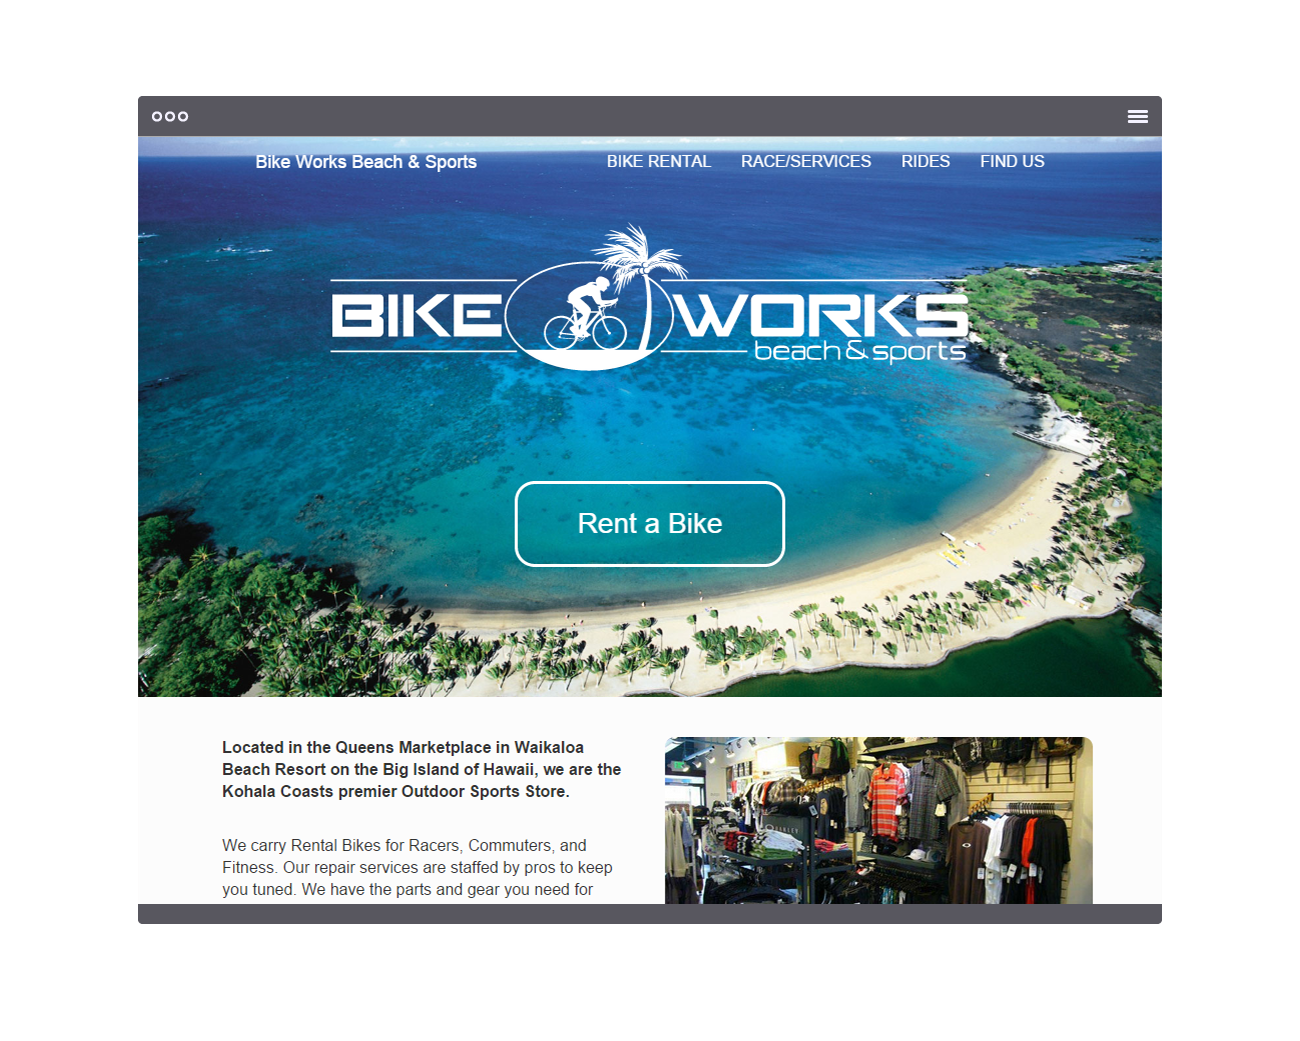 Bike Works Beach & Sports
BIKE RENTAL RACE/SERVICES RIDES FIND US
BIKE WORKS
beach & sports
Rent a Bike
Located in the Queens Marketplace in Waikaloa
Beach Resort on the Big Island of Hawaii, we are the
Kohala Coasts premier Outdoor Sports Store.
We carry Rental Bikes for Racers, Commuters, and
Fitness. Our repair services are staffed by pros to keep
you tuned. We have the parts and gear you need for